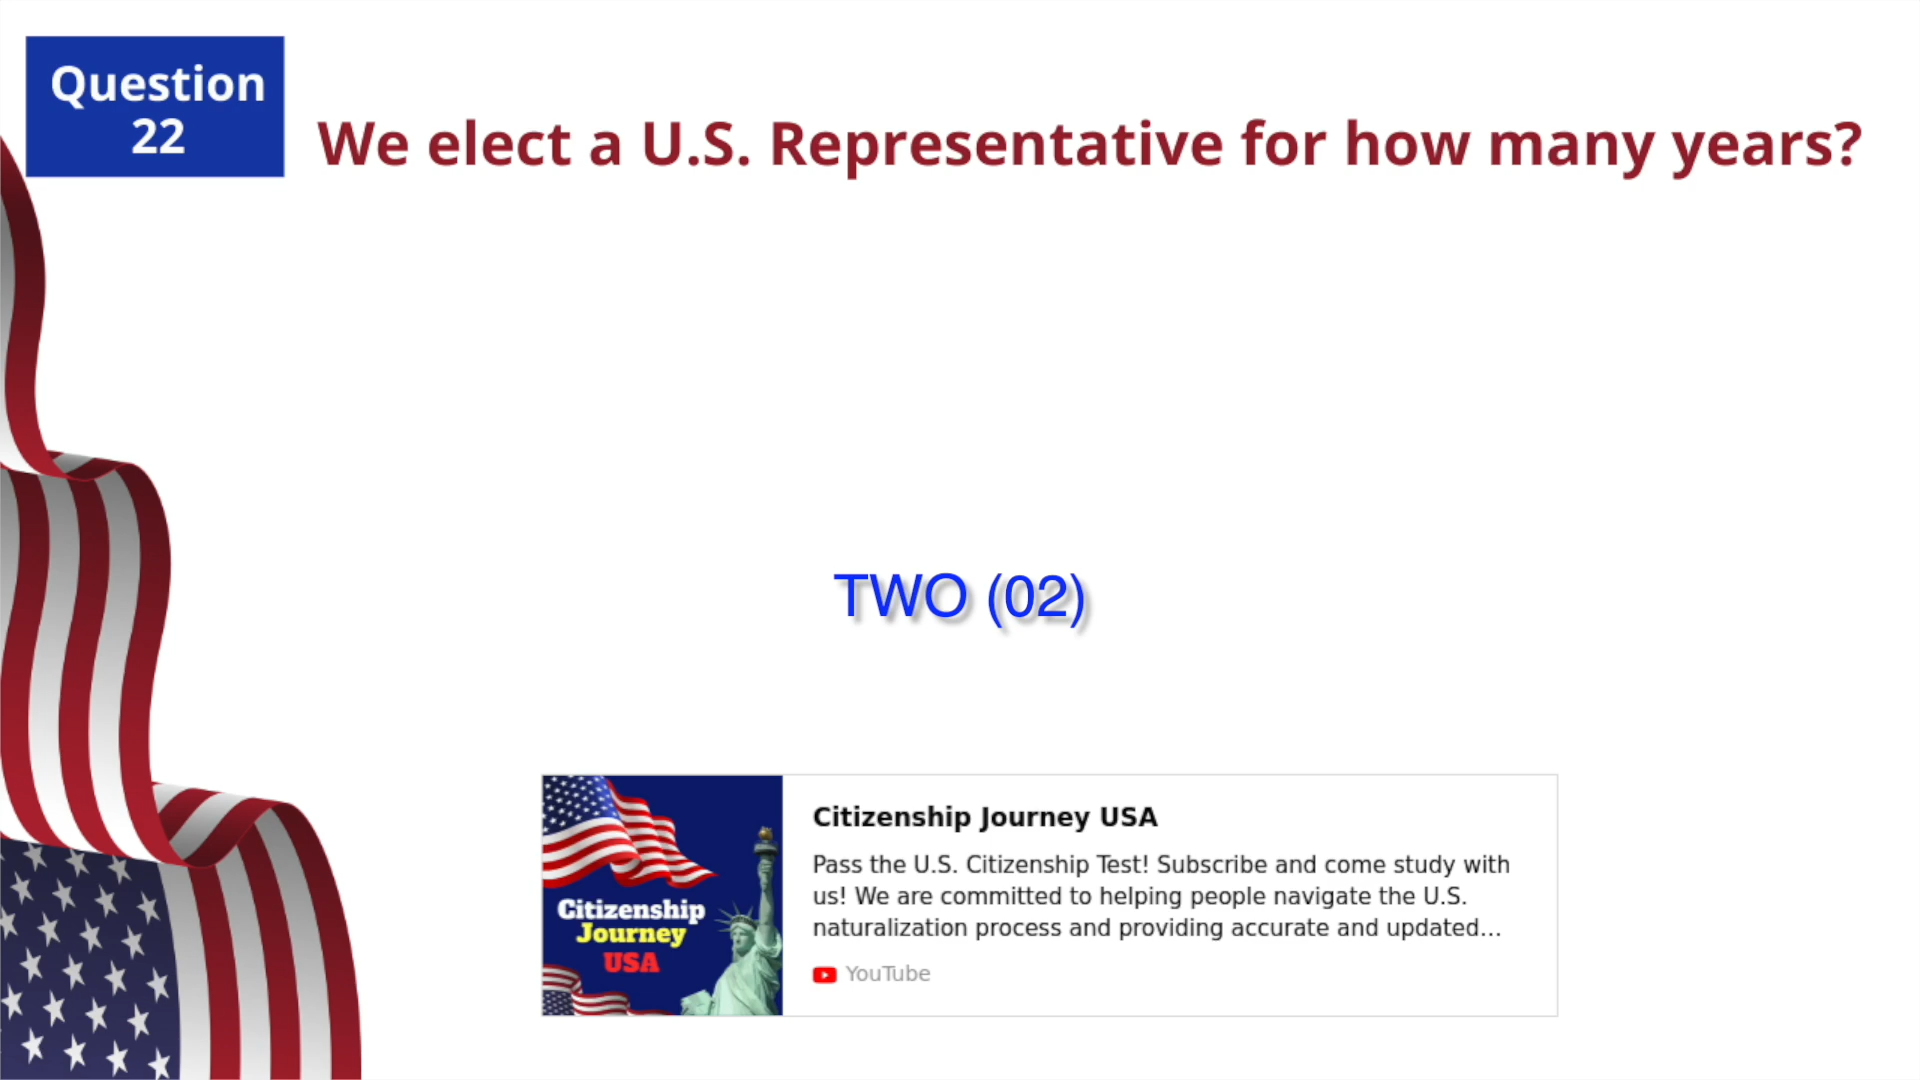 Question
22
We elect a U.S. Representative for how many years?
TWO (02)
Citizenship
Journey
USA
Citizenship Journey USA
Pass the U.S. Citizenship Test! Subscribe and come study with
us! We are committed to helping people navigate the U.S.
naturalization process and providing accurate and updated...
YouTube